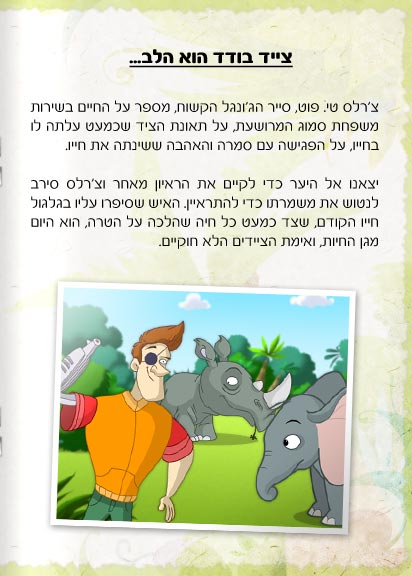 צייד בודד הוא הלב...
צ'רלס טי. פוט, סייר הג'ונגל הקשוח, מספר על החיים בשירות
משפחת סמוג המרושעת, על תאונת הציד שכמעט עלתה לו
בחייו, על הפגישה עם סמרה והאהבה ששינתה את חייו.
יצאנו אל היער כדי לקיים את הראיון מאחר וצ'רלס סירב
לנטוש את משמרתו כדי להתראיין. האיש שסיפרו עליו בגלגול
חייו הקודם, שצד כמעט כל חיה שהלכה על הטרה, הוא היום
מגן החיות, ואימת הציידים הלא חוקיים.